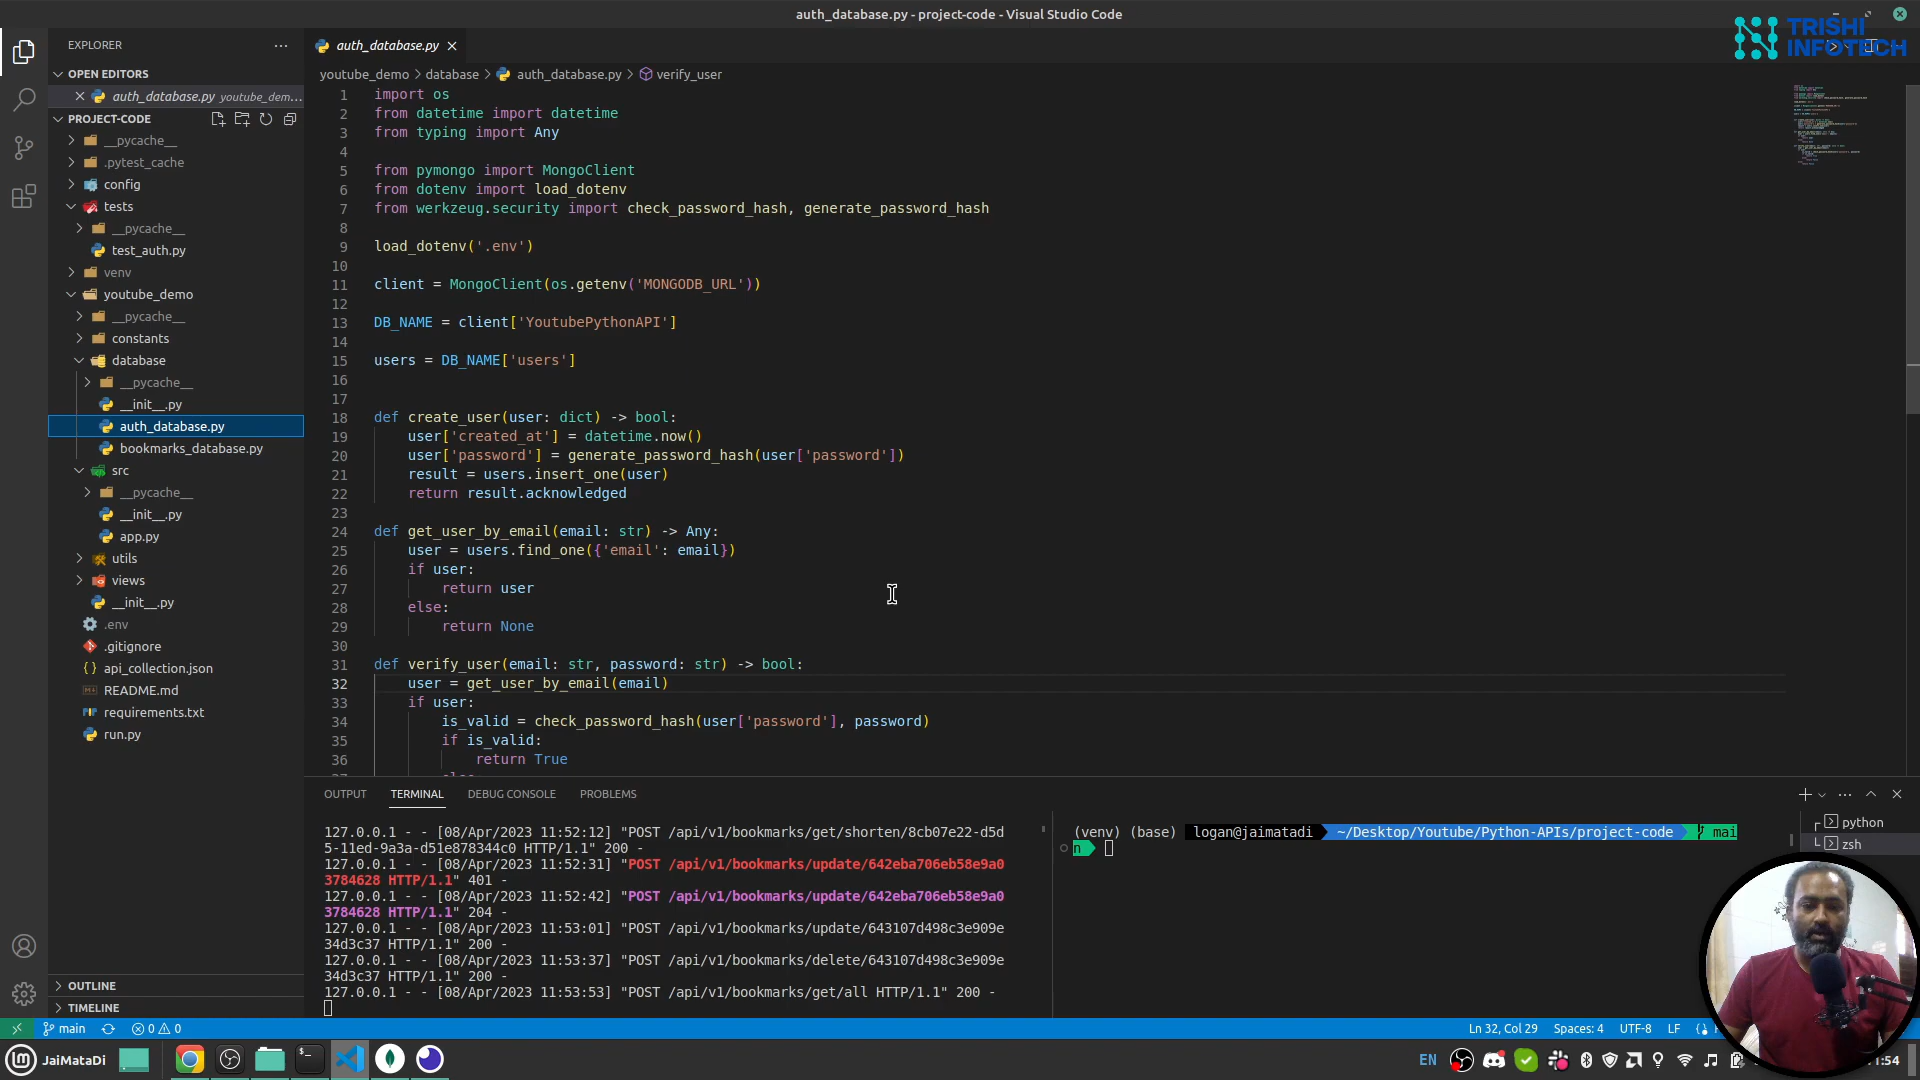 auth_database.py - project-code - Visual Studio Code
TRISHI
INFOTECH
EXPLORER
OPEN EDITORS
auth_database.py youtube_dem...
PROJECT-CODE
__pycache__
.pytest_cache
config
tests
__pycache__
test_auth.py
venv
youtube_demo
__pycache__
constants
database
__pycache__
__init__.py
auth_database.py
bookmarks_database.py
src
__pycache__
__init__.py
app.py
utils
views
__init__.py
.env
.gitignore
api_collection.json
README.md
requirements.txt
run.py
OUTLINE
TIMELINE
auth_database.py
youtube_demo > database > auth_database.py > verify_user
1 import os
2 from datetime import datetime
3 from typing import Any
4
5 from pymongo import MongoClient
6 from dotenv import load_dotenv
7 from werkzeug.security import check_password_hash, generate_password_hash
8
9 load_dotenv('.env')
10
11 client = MongoClient(os.getenv('MONGODB_URL'))
12
13 DB_NAME = client['YoutubePythonAPI']
14
15 users = DB_NAME['users']
16
17
18 def create_user(user: dict) -> bool:
19 user['created_at'] = datetime.now()
20 user['password'] = generate_password_hash(user['password'])
21 result = users.insert_one(user)
22 return result.acknowledged
23
24 def get_user_by_email(email: str) -> Any:
25 user = users.find_one({'email': email})
26 if user:
27 return user
28 else:
29 return None
30
31 def verify_user(email: str, password: str) -> bool:
32 user = get_user_by_email(email)
33 if user:
34 is_valid = check_password_hash(user['password'], password)
35 if is_valid:
36 return True
OUTPUT TERMINAL DEBUG CONSOLE PROBLEMS
127.0.0.1 - - [08/Apr/2023 11:52:12] "POST /api/v1/bookmarks/get/shorten/8cb07e22-d5d
5-11ed-9a3a-d51e878344c0 HTTP/1.1" 200 -
127.0.0.1 - - [08/Apr/2023 11:52:31] "POST /api/v1/bookmarks/update/642eba706eb58e9a0
3784628 HTTP/1.1" 401 -
127.0.0.1 - - [08/Apr/2023 11:52:42] "POST /api/v1/bookmarks/update/642eba706eb58e9a0
3784628 HTTP/1.1" 204 -
127.0.0.1 - - [08/Apr/2023 11:53:01] "POST /api/v1/bookmarks/update/643107d498c3e909e
34d3c37 HTTP/1.1" 200 -
127.0.0.1 - - [08/Apr/2023 11:53:37] "POST /api/v1/bookmarks/delete/643107d498c3e909e
34d3c37 HTTP/1.1" 200 -
127.0.0.1 - - [08/Apr/2023 11:53:53] "POST /api/v1/bookmarks/get/all HTTP/1.1" 200 -
(venv) (base) logan@jaimatadi ~/Desktop/Youtube/Python-APIs/project-code mai
n
python
zsh
main 0 0 Ln 32, Col 29 Spaces: 4 UTF-8 LF
JaiMataDi EN :54